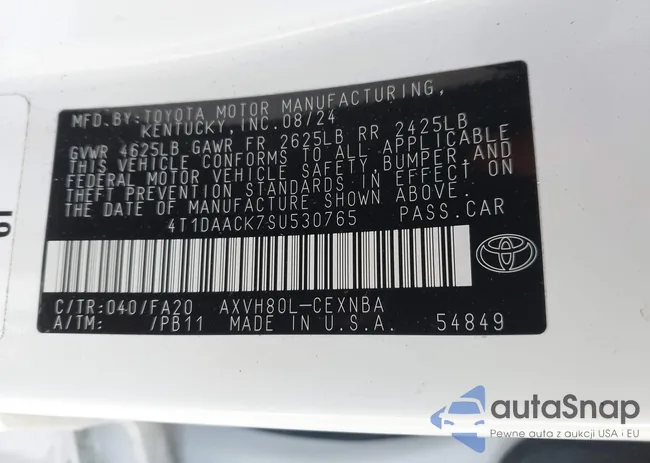 MFD.BY:TOYOTA MOTOR MANUFACTURING,
KENTUCKY,INC.08/24
GVWR 4625LB GAWR FR 2625LB RR 2425LB
THIS VEHICLE CONFORMS TO ALL APPLICABLE
FEDERAL MOTOR VEHICLE SAFETY,BUMPER,AND
THEFT PREVENTION STANDARDS IN EFFECT ON
THE DATE OF MANUFACTURE SHOWN ABOVE.
4T1DAACK7SU530765 PASS.CAR
C/TR:040/FA20 AXVH80L-CEXNBA
A/TM: /PB11 MADE IN U.S.A. 54849
autaSnap
Pewne auta z aukcji USA i EU